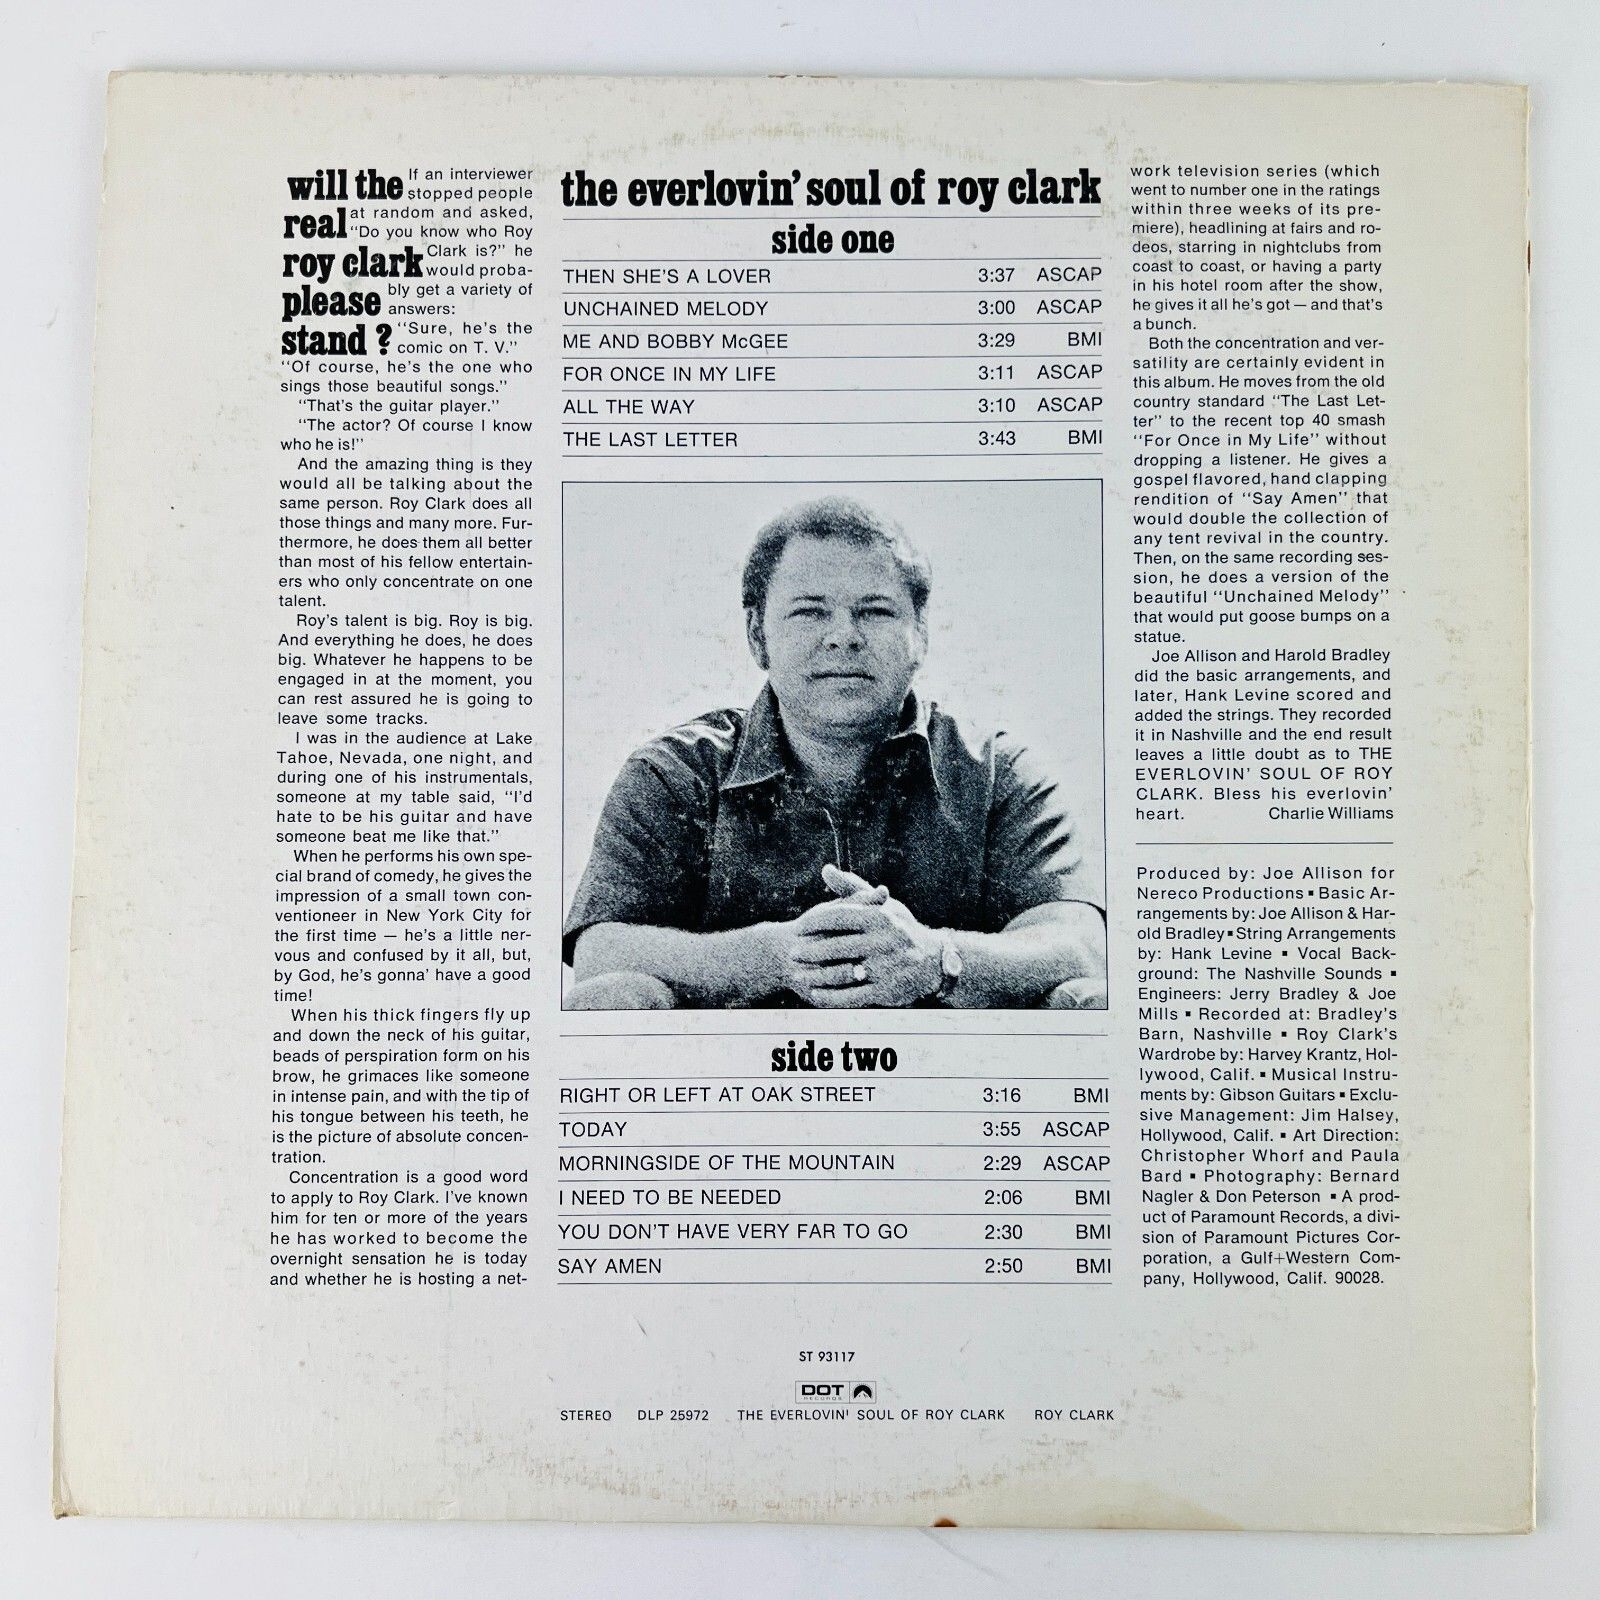 will the
real
roy clark
please
stand ?
If an interviewer
stopped people
at random and asked,
“Do you know who Roy
Clark is?” he
would proba-
bly get a variety of
answers:
“Sure, he's the
comic on T. V.”
“Of course, he's the one who
sings those beautiful songs.”
“That's the guitar player.”
“The actor? Of course I know
who he is!”
And the amazing thing is they
would all be talking about the
same person. Roy Clark does all
those things and many more. Fur-
thermore, he does them all better
than most of his fellow entertain-
ers who only concentrate on one
talent.
Roy's talent is big. Roy is big.
And everything he does, he does
big. Whatever he happens to be
engaged in at the moment, you
can rest assured he is going to
leave some tracks.
I was in the audience at Lake
Tahoe, Nevada, one night, and
during one of his instrumentals,
someone at my table said, “I'd
hate to be his guitar and have
someone beat me like that.”
When he performs his own spe-
cial brand of comedy, he gives the
impression of a small town con-
ventioneer in New York City for
the first time — he's a little ner-
vous and confused by it all, but,
by God, he's gonna' have a good
time!
When his thick fingers fly up
and down the neck of his guitar,
beads of perspiration form on his
brow, he grimaces like someone
in intense pain, and with the tip of
his tongue between his teeth, he
is the picture of absolute concen-
tration.
Concentration is a good word
to apply to Roy Clark. I've known
him for ten or more of the years
he has worked to become the
overnight sensation he is today
and whether he is hosting a net-
the everlovin' soul of roy clark
side one
THEN SHE'S A LOVER 3:37 ASCAP
UNCHAINED MELODY 3:00 ASCAP
ME AND BOBBY McGEE 3:29 BMI
FOR ONCE IN MY LIFE 3:11 ASCAP
ALL THE WAY 3:10 ASCAP
THE LAST LETTER 3:43 BMI
side two
RIGHT OR LEFT AT OAK STREET 3:16 BMI
TODAY 3:55 ASCAP
MORNINGSIDE OF THE MOUNTAIN 2:29 ASCAP
I NEED TO BE NEEDED 2:06 BMI
YOU DON'T HAVE VERY FAR TO GO 2:30 BMI
SAY AMEN 2:50 BMI
work television series (which
went to number one in the ratings
within three weeks of its pre-
miere), headlining at fairs and ro-
deos, starring in nightclubs from
coast to coast, or having a party
in his hotel room after the show,
he gives it all he's got — and that's
a bunch.
Both the concentration and ver-
satility are certainly evident in
this album. He moves from the old
country standard “The Last Let-
ter” to the recent top 40 smash
“For Once in My Life” without
dropping a listener. He gives a
gospel flavored, hand clapping
rendition of “Say Amen” that
would double the collection of
any tent revival in the country.
Then, on the same recording ses-
sion, he does a version of the
beautiful “Unchained Melody”
that would put goose bumps on a
statue.
Joe Allison and Harold Bradley
did the basic arrangements, and
later, Hank Levine scored and
added the strings. They recorded
it in Nashville and the end result
leaves a little doubt as to THE
EVERLOVIN' SOUL OF ROY
CLARK. Bless his everlovin'
heart. Charlie Williams
Produced by: Joe Allison for
Nereco Productions ▪ Basic Ar-
rangements by: Joe Allison & Har-
old Bradley ▪ String Arrangements
by: Hank Levine ▪ Vocal Back-
ground: The Nashville Sounds ▪
Engineers: Jerry Bradley & Joe
Mills ▪ Recorded at: Bradley's
Barn, Nashville ▪ Roy Clark's
Wardrobe by: Harvey Krantz, Hol-
lywood, Calif. ▪ Musical Instru-
ments by: Gibson Guitars ▪ Exclu-
sive Management: Jim Halsey,
Hollywood, Calif. ▪ Art Direction:
Christopher Whorf and Paula
Bard ▪ Photography: Bernard
Nagler & Don Peterson ▪ A prod-
uct of Paramount Records, a divi-
sion of Paramount Pictures Cor-
poration, a Gulf+Western Com-
pany, Hollywood, Calif. 90028.
ST 93117
DOT
RECORDS
STEREO DLP 25972 THE EVERLOVIN' SOUL OF ROY CLARK ROY CLARK